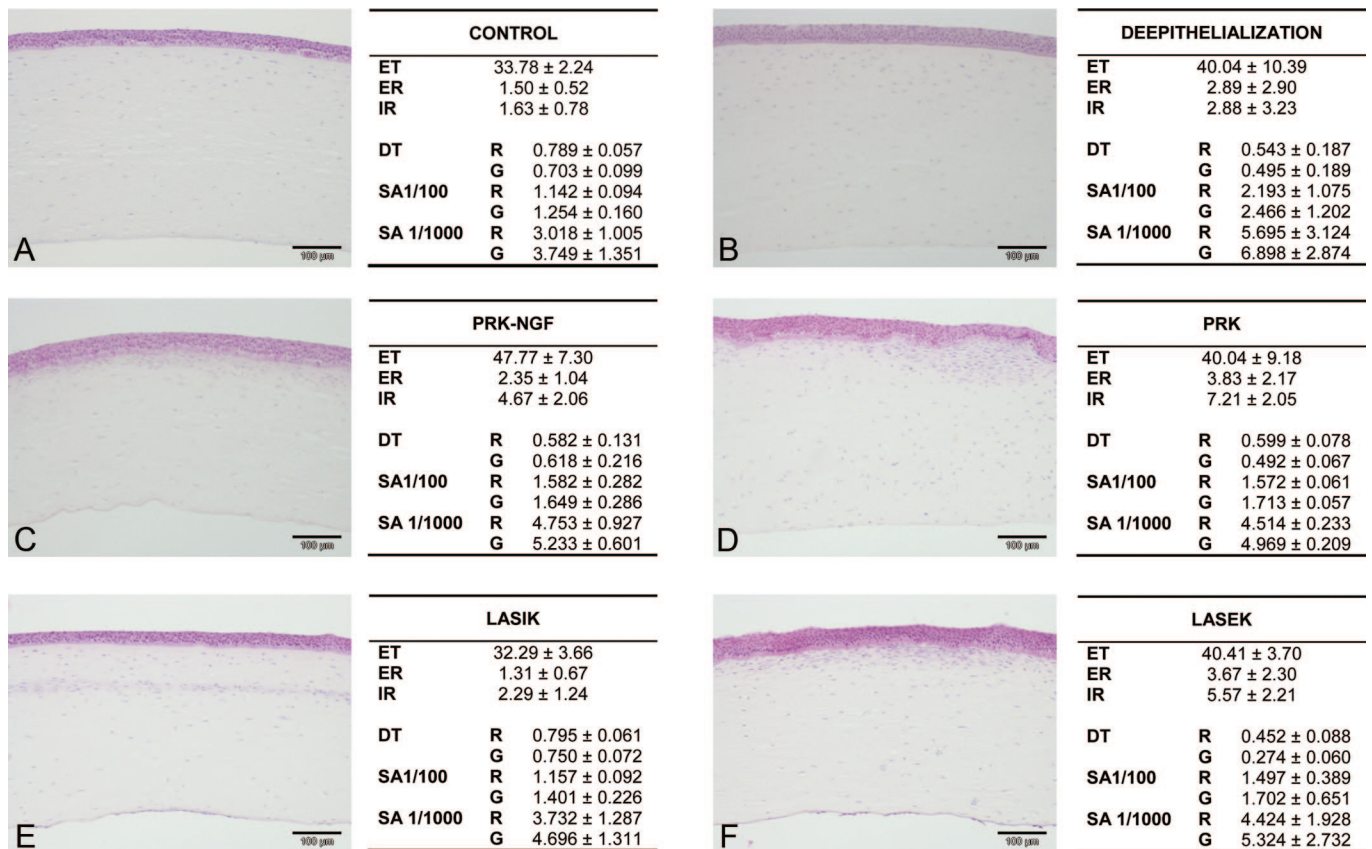 CONTROL
ET 33.78 ± 2.24
ER 1.50 ± 0.52
IR 1.63 ± 0.78
DT R 0.789 ± 0.057
G 0.703 ± 0.099
SA1/100 R 1.142 ± 0.094
G 1.254 ± 0.160
SA 1/1000 R 3.018 ± 1.005
G 3.749 ± 1.351
A
100 µm
DEEPITHELIALIZATION
ET 40.04 ± 10.39
ER 2.89 ± 2.90
IR 2.88 ± 3.23
DT R 0.543 ± 0.187
G 0.495 ± 0.189
SA1/100 R 2.193 ± 1.075
G 2.466 ± 1.202
SA 1/1000 R 5.695 ± 3.124
G 6.898 ± 2.874
B
100 µm
PRK-NGF
ET 47.77 ± 7.30
ER 2.35 ± 1.04
IR 4.67 ± 2.06
DT R 0.582 ± 0.131
G 0.618 ± 0.216
SA1/100 R 1.582 ± 0.282
G 1.649 ± 0.286
SA 1/1000 R 4.753 ± 0.927
G 5.233 ± 0.601
C
100 µm
PRK
ET 40.04 ± 9.18
ER 3.83 ± 2.17
IR 7.21 ± 2.05
DT R 0.599 ± 0.078
G 0.492 ± 0.067
SA1/100 R 1.572 ± 0.061
G 1.713 ± 0.057
SA 1/1000 R 4.514 ± 0.233
G 4.969 ± 0.209
D
100 µm
LASIK
ET 32.29 ± 3.66
ER 1.31 ± 0.67
IR 2.29 ± 1.24
DT R 0.795 ± 0.061
G 0.750 ± 0.072
SA1/100 R 1.157 ± 0.092
G 1.401 ± 0.226
SA 1/1000 R 3.732 ± 1.287
G 4.696 ± 1.311
E
100 µm
LASEK
ET 40.41 ± 3.70
ER 3.67 ± 2.30
IR 5.57 ± 2.21
DT R 0.452 ± 0.088
G 0.274 ± 0.060
SA1/100 R 1.497 ± 0.389
G 1.702 ± 0.651
SA 1/1000 R 4.424 ± 1.928
G 5.324 ± 2.732
F
100 µm